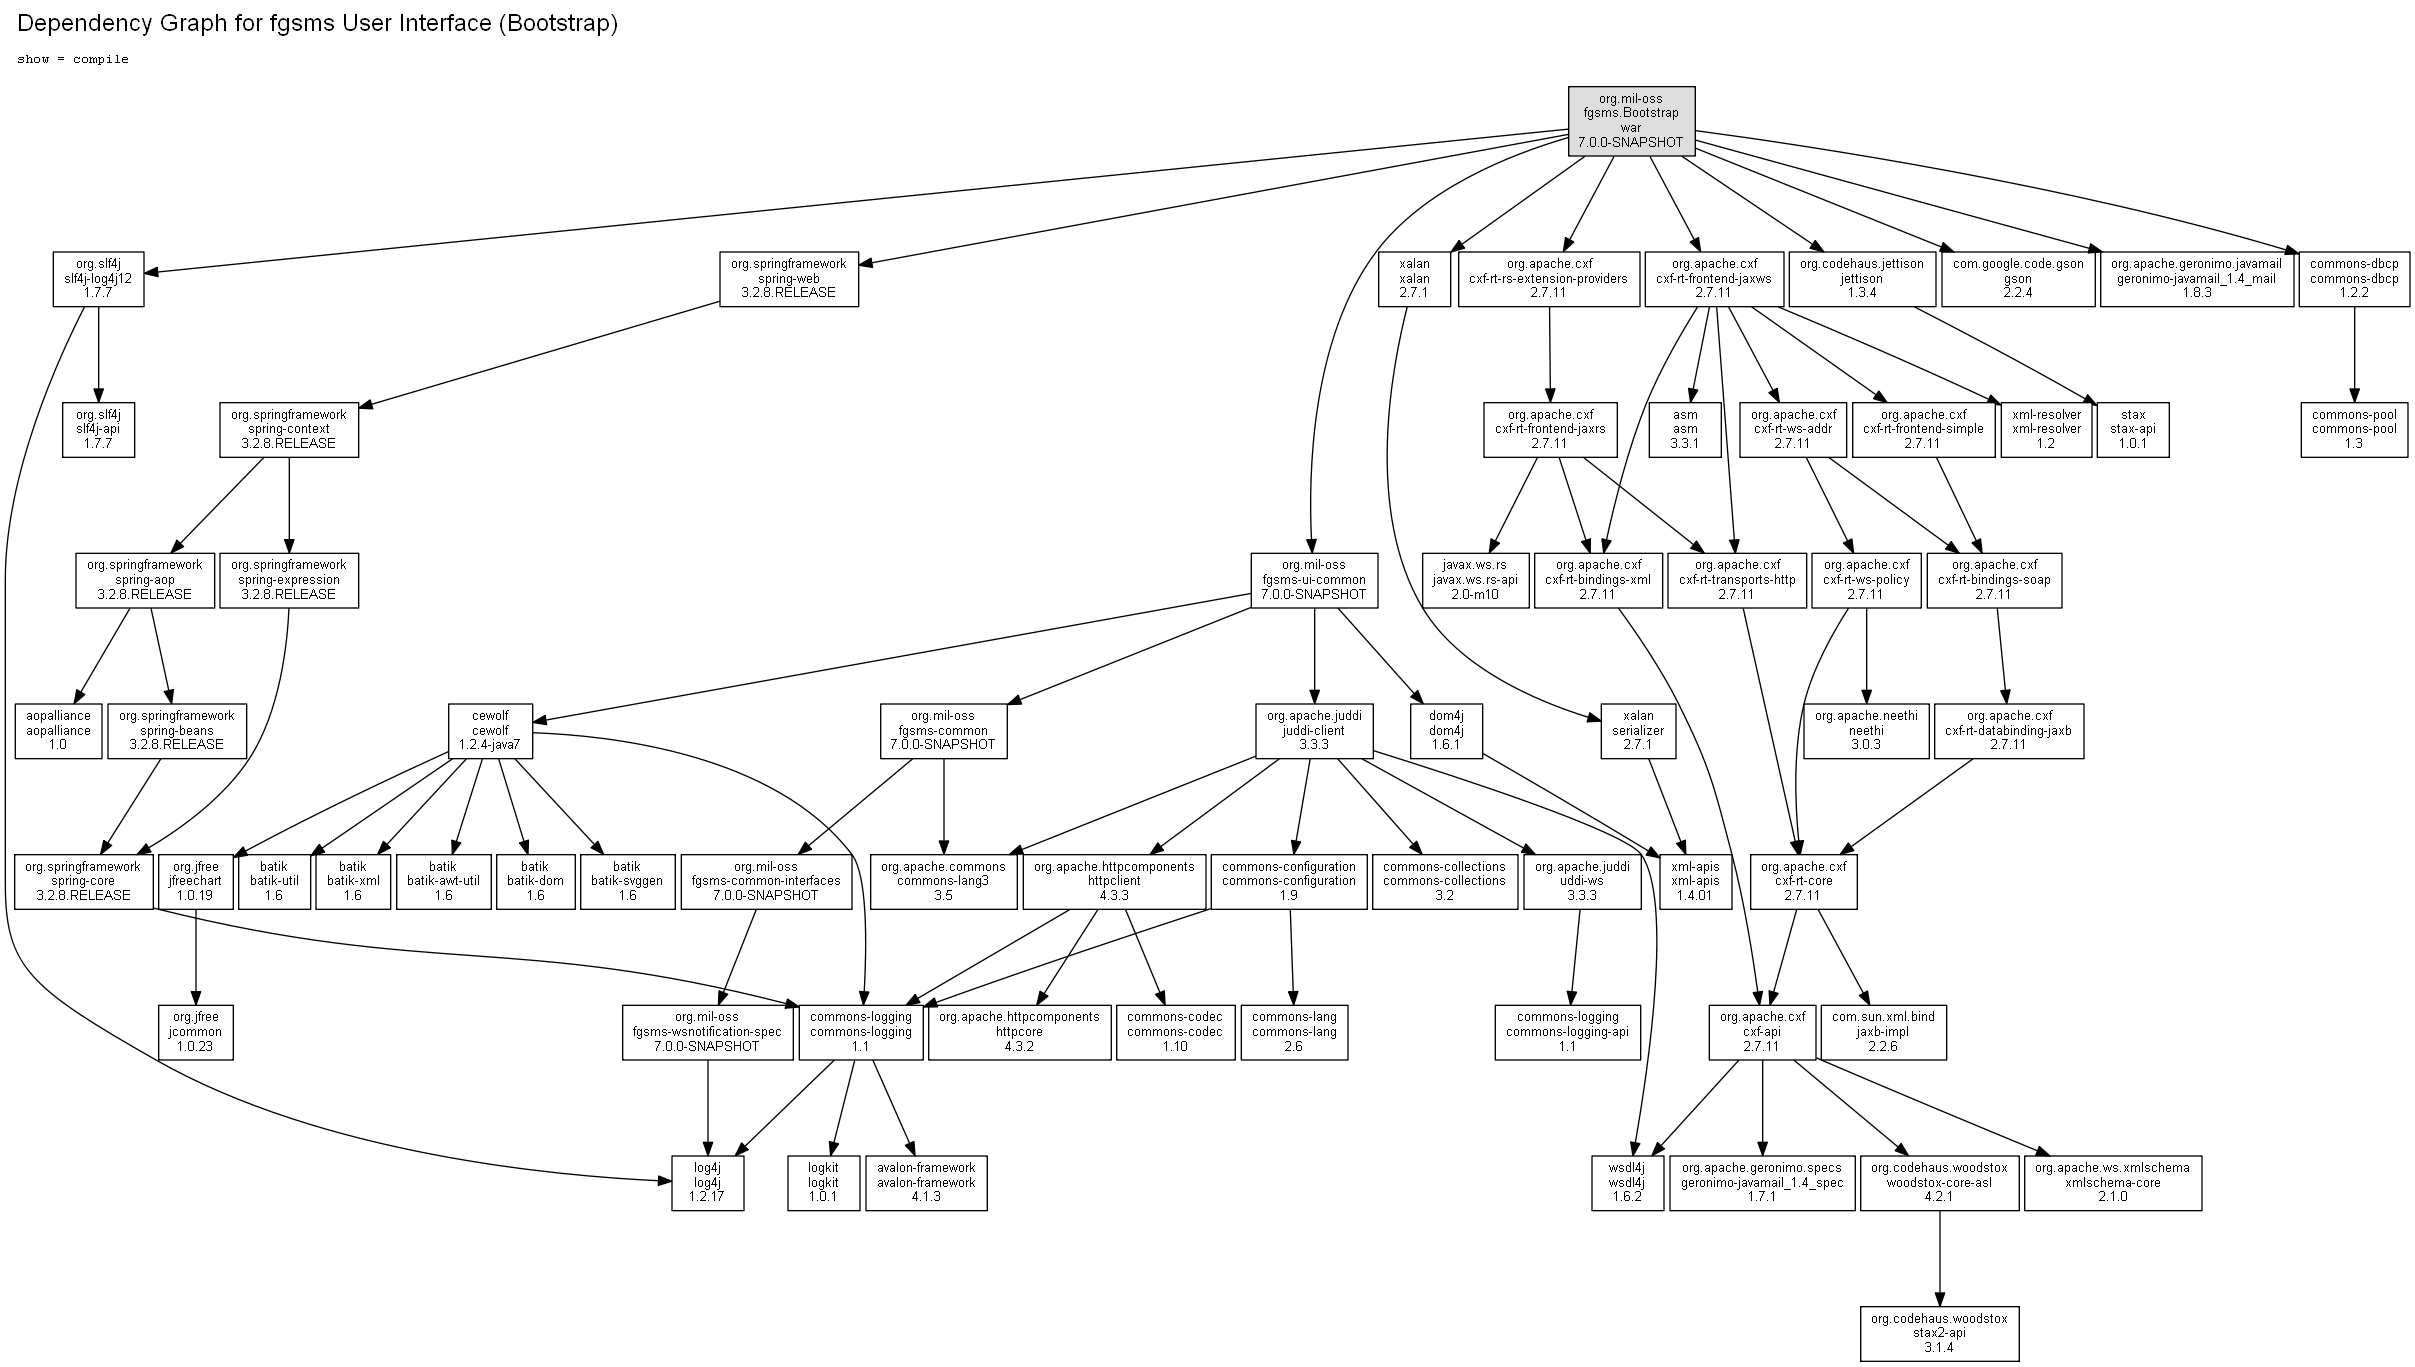 Dependency Graph for fgsms User Interface (Bootstrap)
show = compile
org.mil-oss
fgsms.Bootstrap
war
7.0.0-SNAPSHOT
org.slf4j
slf4j-log4j12
1.7.7
org.springframework
spring-web
3.2.8.RELEASE
xalan
xalan
2.7.1
org.apache.cxf
cxf-rt-rs-extension-providers
2.7.11
org.apache.cxf
cxf-rt-frontend-jaxws
2.7.11
org.codehaus.jettison
jettison
1.3.4
com.google.code.gson
gson
2.2.4
org.apache.geronimo.javamail
geronimo-javamail_1.4_mail
1.8.3
commons-dbcp
commons-dbcp
1.2.2
org.slf4j
slf4j-api
1.7.7
org.springframework
spring-context
3.2.8.RELEASE
org.apache.cxf
cxf-rt-frontend-jaxrs
2.7.11
asm
asm
3.3.1
org.apache.cxf
cxf-rt-ws-addr
2.7.11
org.apache.cxf
cxf-rt-frontend-simple
2.7.11
xml-resolver
xml-resolver
1.2
stax
stax-api
1.0.1
commons-pool
commons-pool
1.3
org.springframework
spring-aop
3.2.8.RELEASE
org.springframework
spring-expression
3.2.8.RELEASE
org.mil-oss
fgsms-ui-common
7.0.0-SNAPSHOT
javax.ws.rs
javax.ws.rs-api
2.0-m10
org.apache.cxf
cxf-rt-bindings-xml
2.7.11
org.apache.cxf
cxf-rt-transports-http
2.7.11
org.apache.cxf
cxf-rt-ws-policy
2.7.11
org.apache.cxf
cxf-rt-bindings-soap
2.7.11
aopalliance
aopalliance
1.0
org.springframework
spring-beans
3.2.8.RELEASE
cewolf
cewolf
1.2.4-java7
org.mil-oss
fgsms-common
7.0.0-SNAPSHOT
org.apache.juddi
juddi-client
3.3.3
dom4j
dom4j
1.6.1
xalan
serializer
2.7.1
org.apache.neethi
neethi
3.0.3
org.apache.cxf
cxf-rt-databinding-jaxb
2.7.11
org.springframework
spring-core
3.2.8.RELEASE
org.jfree
jfreechart
1.0.19
batik
batik-util
1.6
batik
batik-xml
1.6
batik
batik-awt-util
1.6
batik
batik-dom
1.6
batik
batik-svggen
1.6
org.mil-oss
fgsms-common-interfaces
7.0.0-SNAPSHOT
org.apache.commons
commons-lang3
3.5
org.apache.httpcomponents
httpclient
4.3.3
commons-configuration
commons-configuration
1.9
commons-collections
commons-collections
3.2
org.apache.juddi
uddi-ws
3.3.3
xml-apis
xml-apis
1.4.01
org.apache.cxf
cxf-rt-core
2.7.11
org.jfree
jcommon
1.0.23
org.mil-oss
fgsms-wsnotification-spec
7.0.0-SNAPSHOT
commons-logging
commons-logging
1.1
org.apache.httpcomponents
httpcore
4.3.2
commons-codec
commons-codec
1.10
commons-lang
commons-lang
2.6
commons-logging
commons-logging-api
1.1
org.apache.cxf
cxf-api
2.7.11
com.sun.xml.bind
jaxb-impl
2.2.6
log4j
log4j
1.2.17
logkit
logkit
1.0.1
avalon-framework
avalon-framework
4.1.3
wsdl4j
wsdl4j
1.6.2
org.apache.geronimo.specs
geronimo-javamail_1.4_spec
1.7.1
org.codehaus.woodstox
woodstox-core-asl
4.2.1
org.apache.ws.xmlschema
xmlschema-core
2.1.0
org.codehaus.woodstox
stax2-api
3.1.4